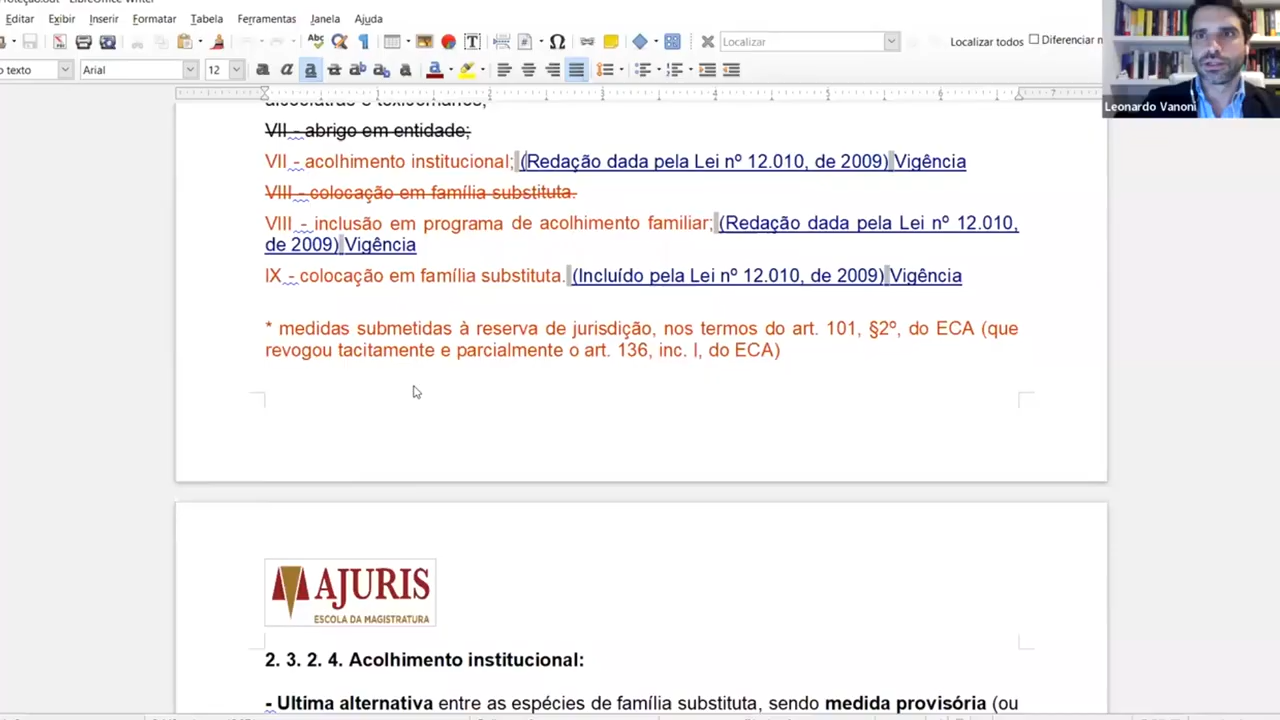 Editar Exibir Inserir Formatar Tabela Ferramentas Janela Ajuda
Localizar Localizar todos Diferenciar
texto Arial 12
Leonardo Vanoni
VII - abrigo em entidade;
VII - acolhimento institucional; (Redação dada pela Lei nº 12.010, de 2009) Vigência
VIII - colocação em família substituta.
VIII - inclusão em programa de acolhimento familiar; (Redação dada pela Lei nº 12.010,
de 2009) Vigência
IX - colocação em família substituta. (Incluído pela Lei nº 12.010, de 2009) Vigência
* medidas submetidas à reserva de jurisdição, nos termos do art. 101, §2º, do ECA (que
revogou tacitamente e parcialmente o art. 136, inc. I, do ECA)
AJURIS
ESCOLA DA MAGISTRATURA
2. 3. 2. 4. Acolhimento institucional:
- Ultima alternativa entre as espécies de família substituta, sendo medida provisória (ou